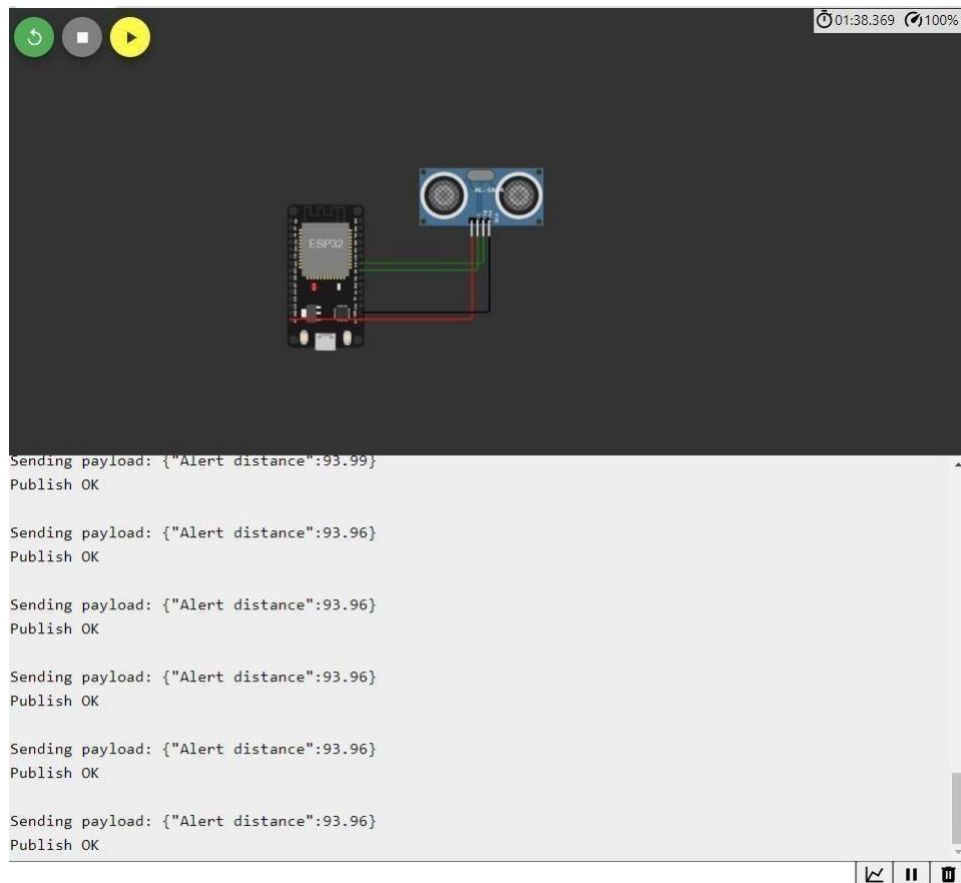 01:38.369 100%
ESP32
Sending payload: {"Alert distance":93.99}
Publish OK
Sending payload: {"Alert distance":93.96}
Publish OK
Sending payload: {"Alert distance":93.96}
Publish OK
Sending payload: {"Alert distance":93.96}
Publish OK
Sending payload: {"Alert distance":93.96}
Publish OK
Sending payload: {"Alert distance":93.96}
Publish OK